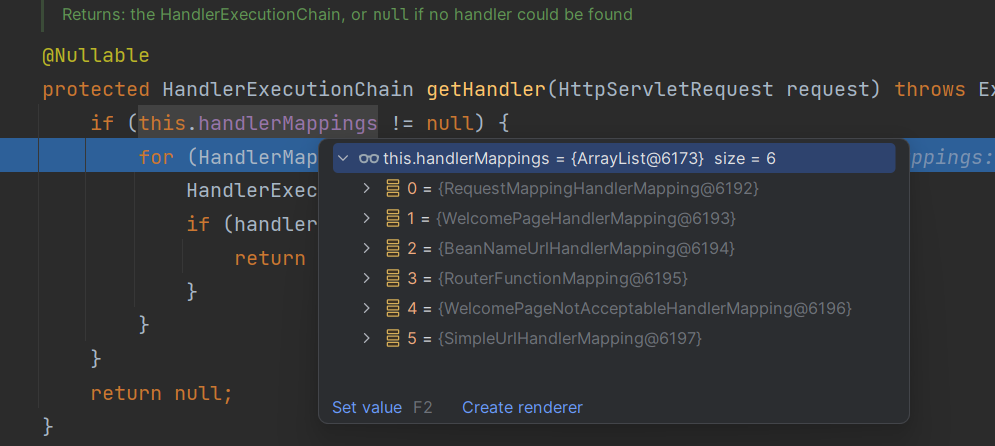 Returns: the HandlerExecutionChain, or null if no handler could be found
@Nullable
protected HandlerExecutionChain getHandler(HttpServletRequest request) throws Ex
if (this.handlerMappings != null) {
for (HandlerMap
ppings:
this.handlerMappings = {ArrayList@6173} size = 6
HandlerExec
0 = {RequestMappingHandlerMapping@6192}
if (handler
1 = {WelcomePageHandlerMapping@6193}
return
2 = {BeanNameUrlHandlerMapping@6194}
}
3 = {RouterFunctionMapping@6195}
}
4 = {WelcomePageNotAcceptableHandlerMapping@6196}
5 = {SimpleUrlHandlerMapping@6197}
}
return null;
Set value F2 Create renderer
}